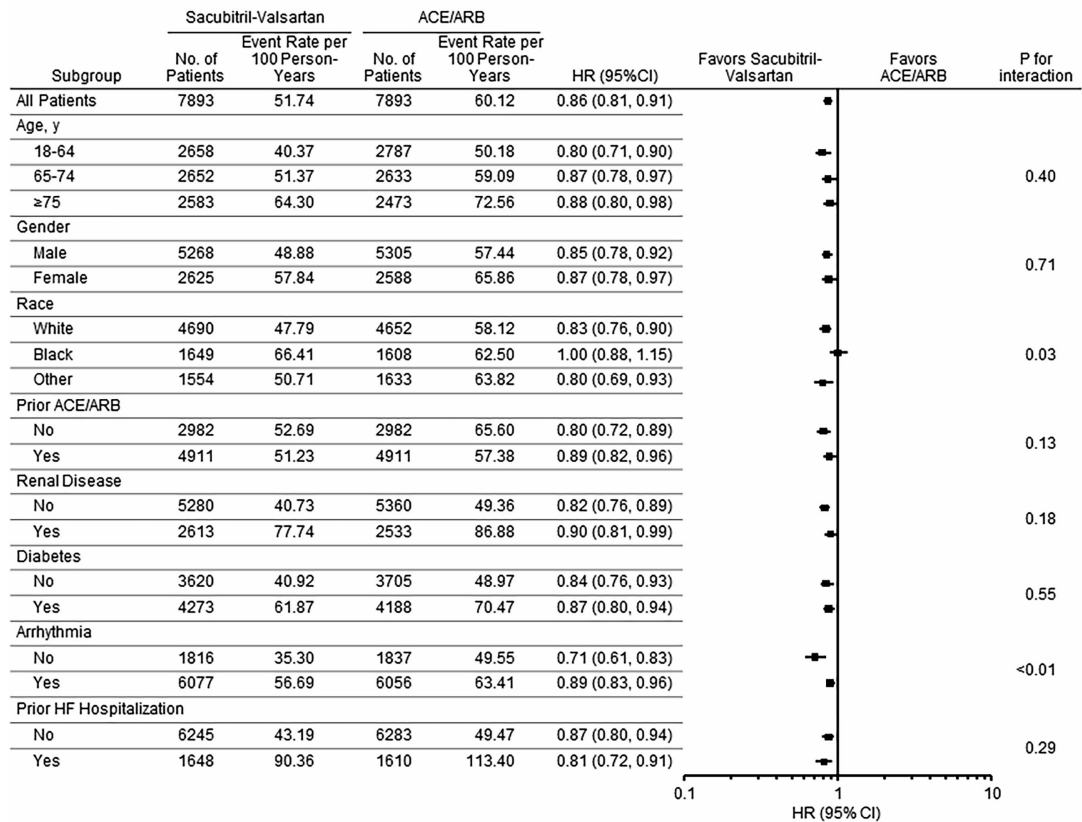 Sacubitril-Valsartan ACE/ARB
Subgroup No. of Patients Event Rate per 100 Person-Years No. of Patients Event Rate per 100 Person-Years HR (95%CI) Favors Sacubitril-Valsartan Favors ACE/ARB P for interaction
All Patients 7893 51.74 7893 60.12 0.86 (0.81, 0.91)
Age, y
18-64 2658 40.37 2787 50.18 0.80 (0.71, 0.90)
65-74 2652 51.37 2633 59.09 0.87 (0.78, 0.97) 0.40
≥75 2583 64.30 2473 72.56 0.88 (0.80, 0.98)
Gender
Male 5268 48.88 5305 57.44 0.85 (0.78, 0.92)
0.71
Female 2625 57.84 2588 65.86 0.87 (0.78, 0.97)
Race
White 4690 47.79 4652 58.12 0.83 (0.76, 0.90)
Black 1649 66.41 1608 62.50 1.00 (0.88, 1.15) 0.03
Other 1554 50.71 1633 63.82 0.80 (0.69, 0.93)
Prior ACE/ARB
No 2982 52.69 2982 65.60 0.80 (0.72, 0.89)
0.13
Yes 4911 51.23 4911 57.38 0.89 (0.82, 0.96)
Renal Disease
No 5280 40.73 5360 49.36 0.82 (0.76, 0.89)
0.18
Yes 2613 77.74 2533 86.88 0.90 (0.81, 0.99)
Diabetes
No 3620 40.92 3705 48.97 0.84 (0.76, 0.93)
0.55
Yes 4273 61.87 4188 70.47 0.87 (0.80, 0.94)
Arrhythmia
No 1816 35.30 1837 49.55 0.71 (0.61, 0.83)
<0.01
Yes 6077 56.69 6056 63.41 0.89 (0.83, 0.96)
Prior HF Hospitalization
No 6245 43.19 6283 49.47 0.87 (0.80, 0.94)
0.29
Yes 1648 90.36 1610 113.40 0.81 (0.72, 0.91)
0.1 1 10
HR (95% CI)